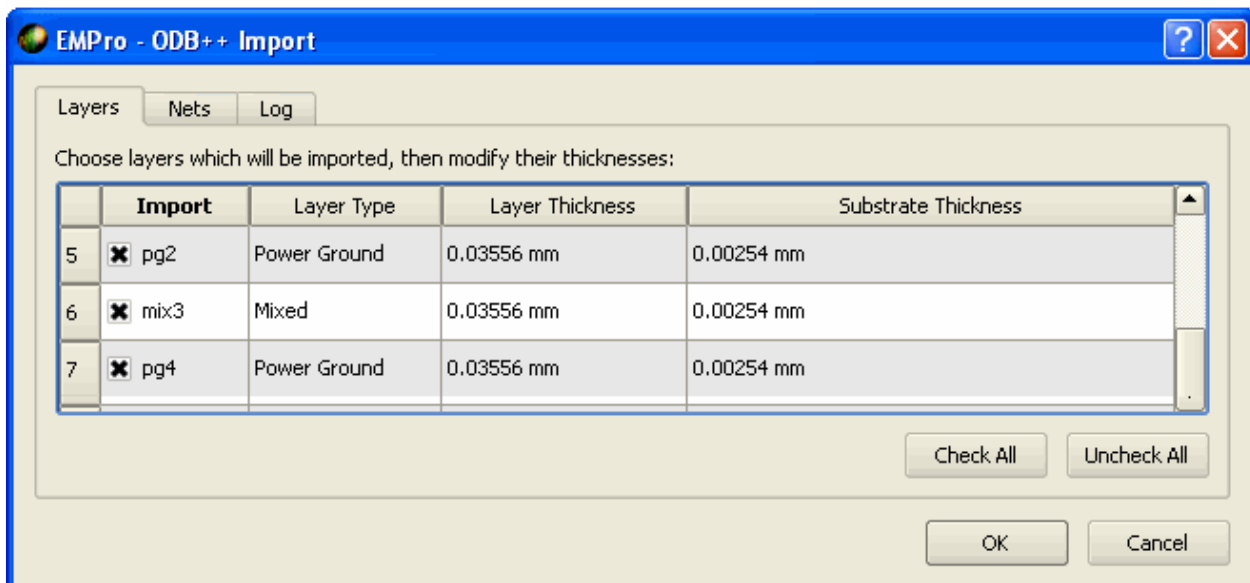 EMPro - ODB++ Import
Layers Nets Log
Choose layers which will be imported, then modify their thicknesses:
Import Layer Type Layer Thickness Substrate Thickness
5 pg2 Power Ground 0.03556 mm 0.00254 mm
6 mix3 Mixed 0.03556 mm 0.00254 mm
7 pg4 Power Ground 0.03556 mm 0.00254 mm
Check All Uncheck All
OK Cancel